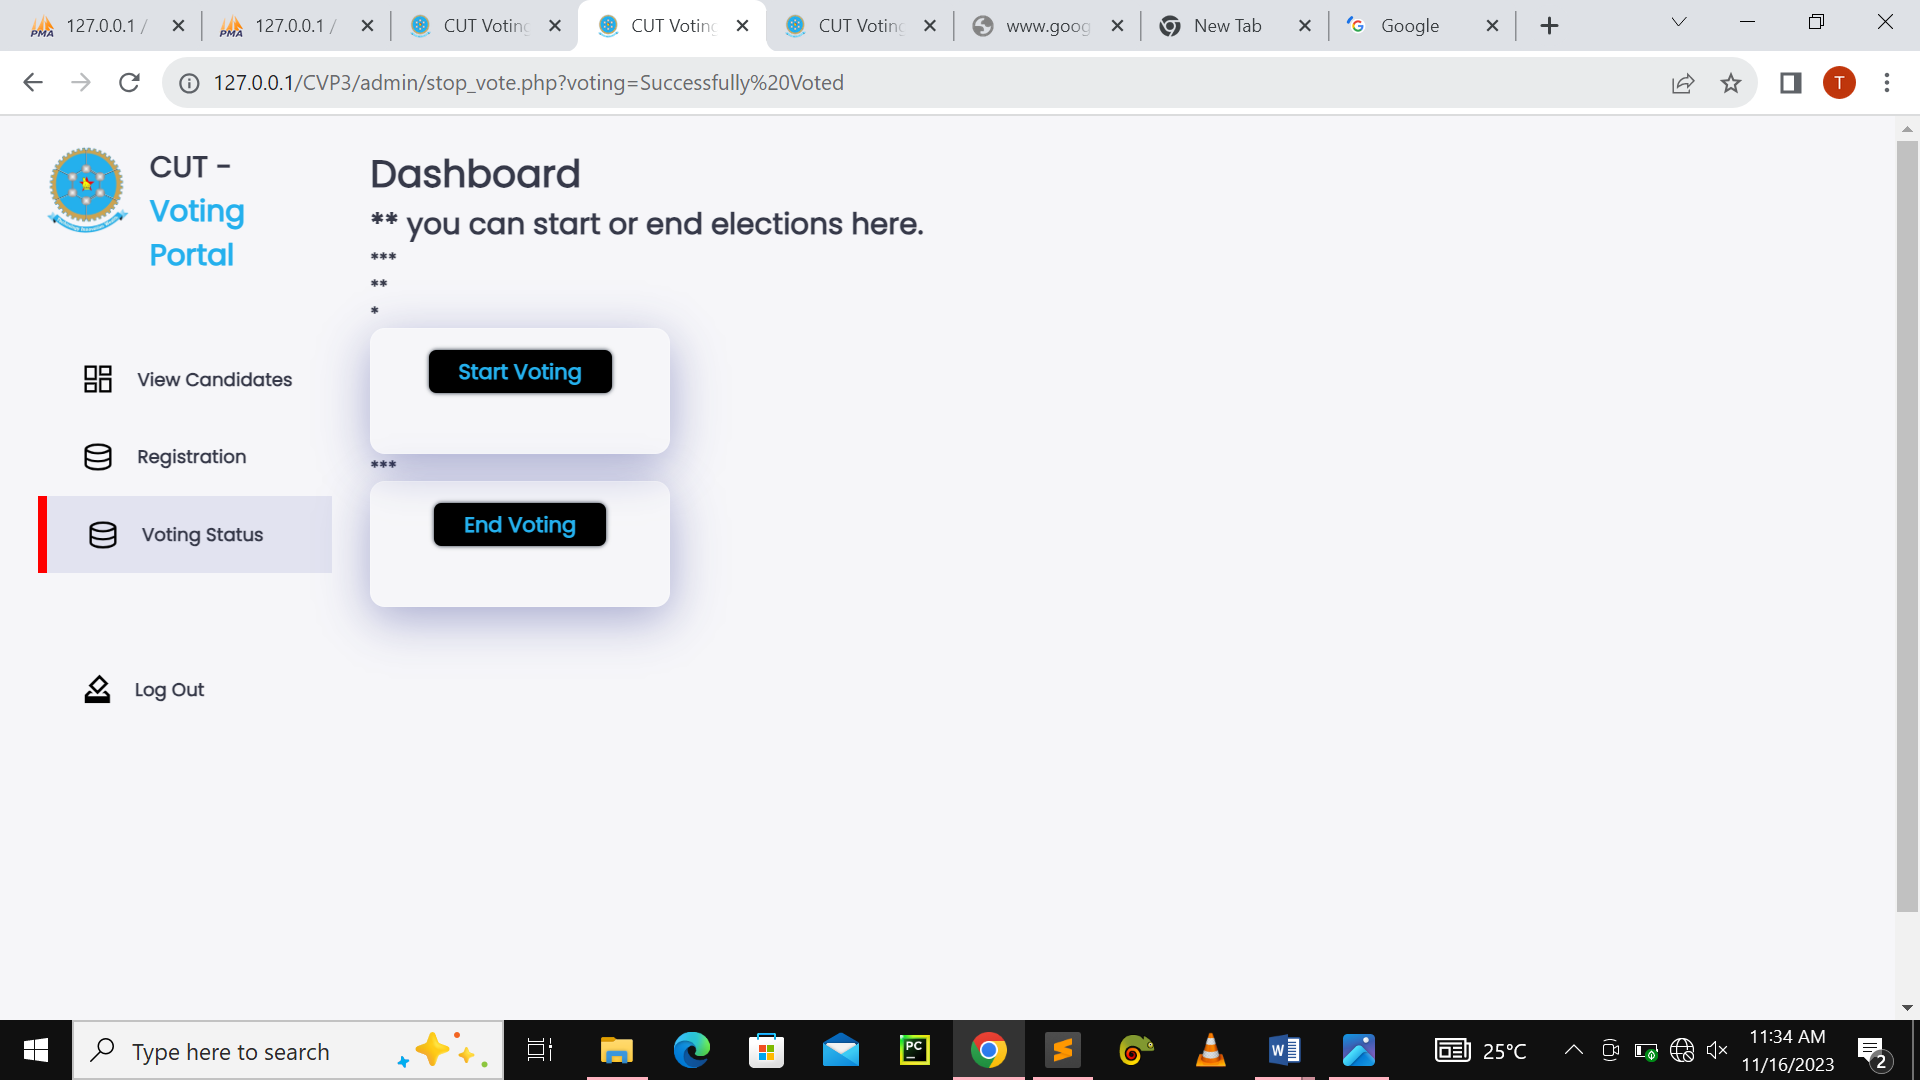 127.0.0.1 /
127.0.0.1 /
CUT Voting
CUT Voting
CUT Voting
www.goog
New Tab
Google
127.0.0.1/CVP3/admin/stop_vote.php?voting=Successfully%20Voted
T
CUT -
Voting
Portal
View Candidates
Registration
Voting Status
Log Out
Dashboard
** you can start or end elections here.
***
**
*
Start Voting
***
End Voting
Type here to search
25°C
11:34 AM
11/16/2023
2